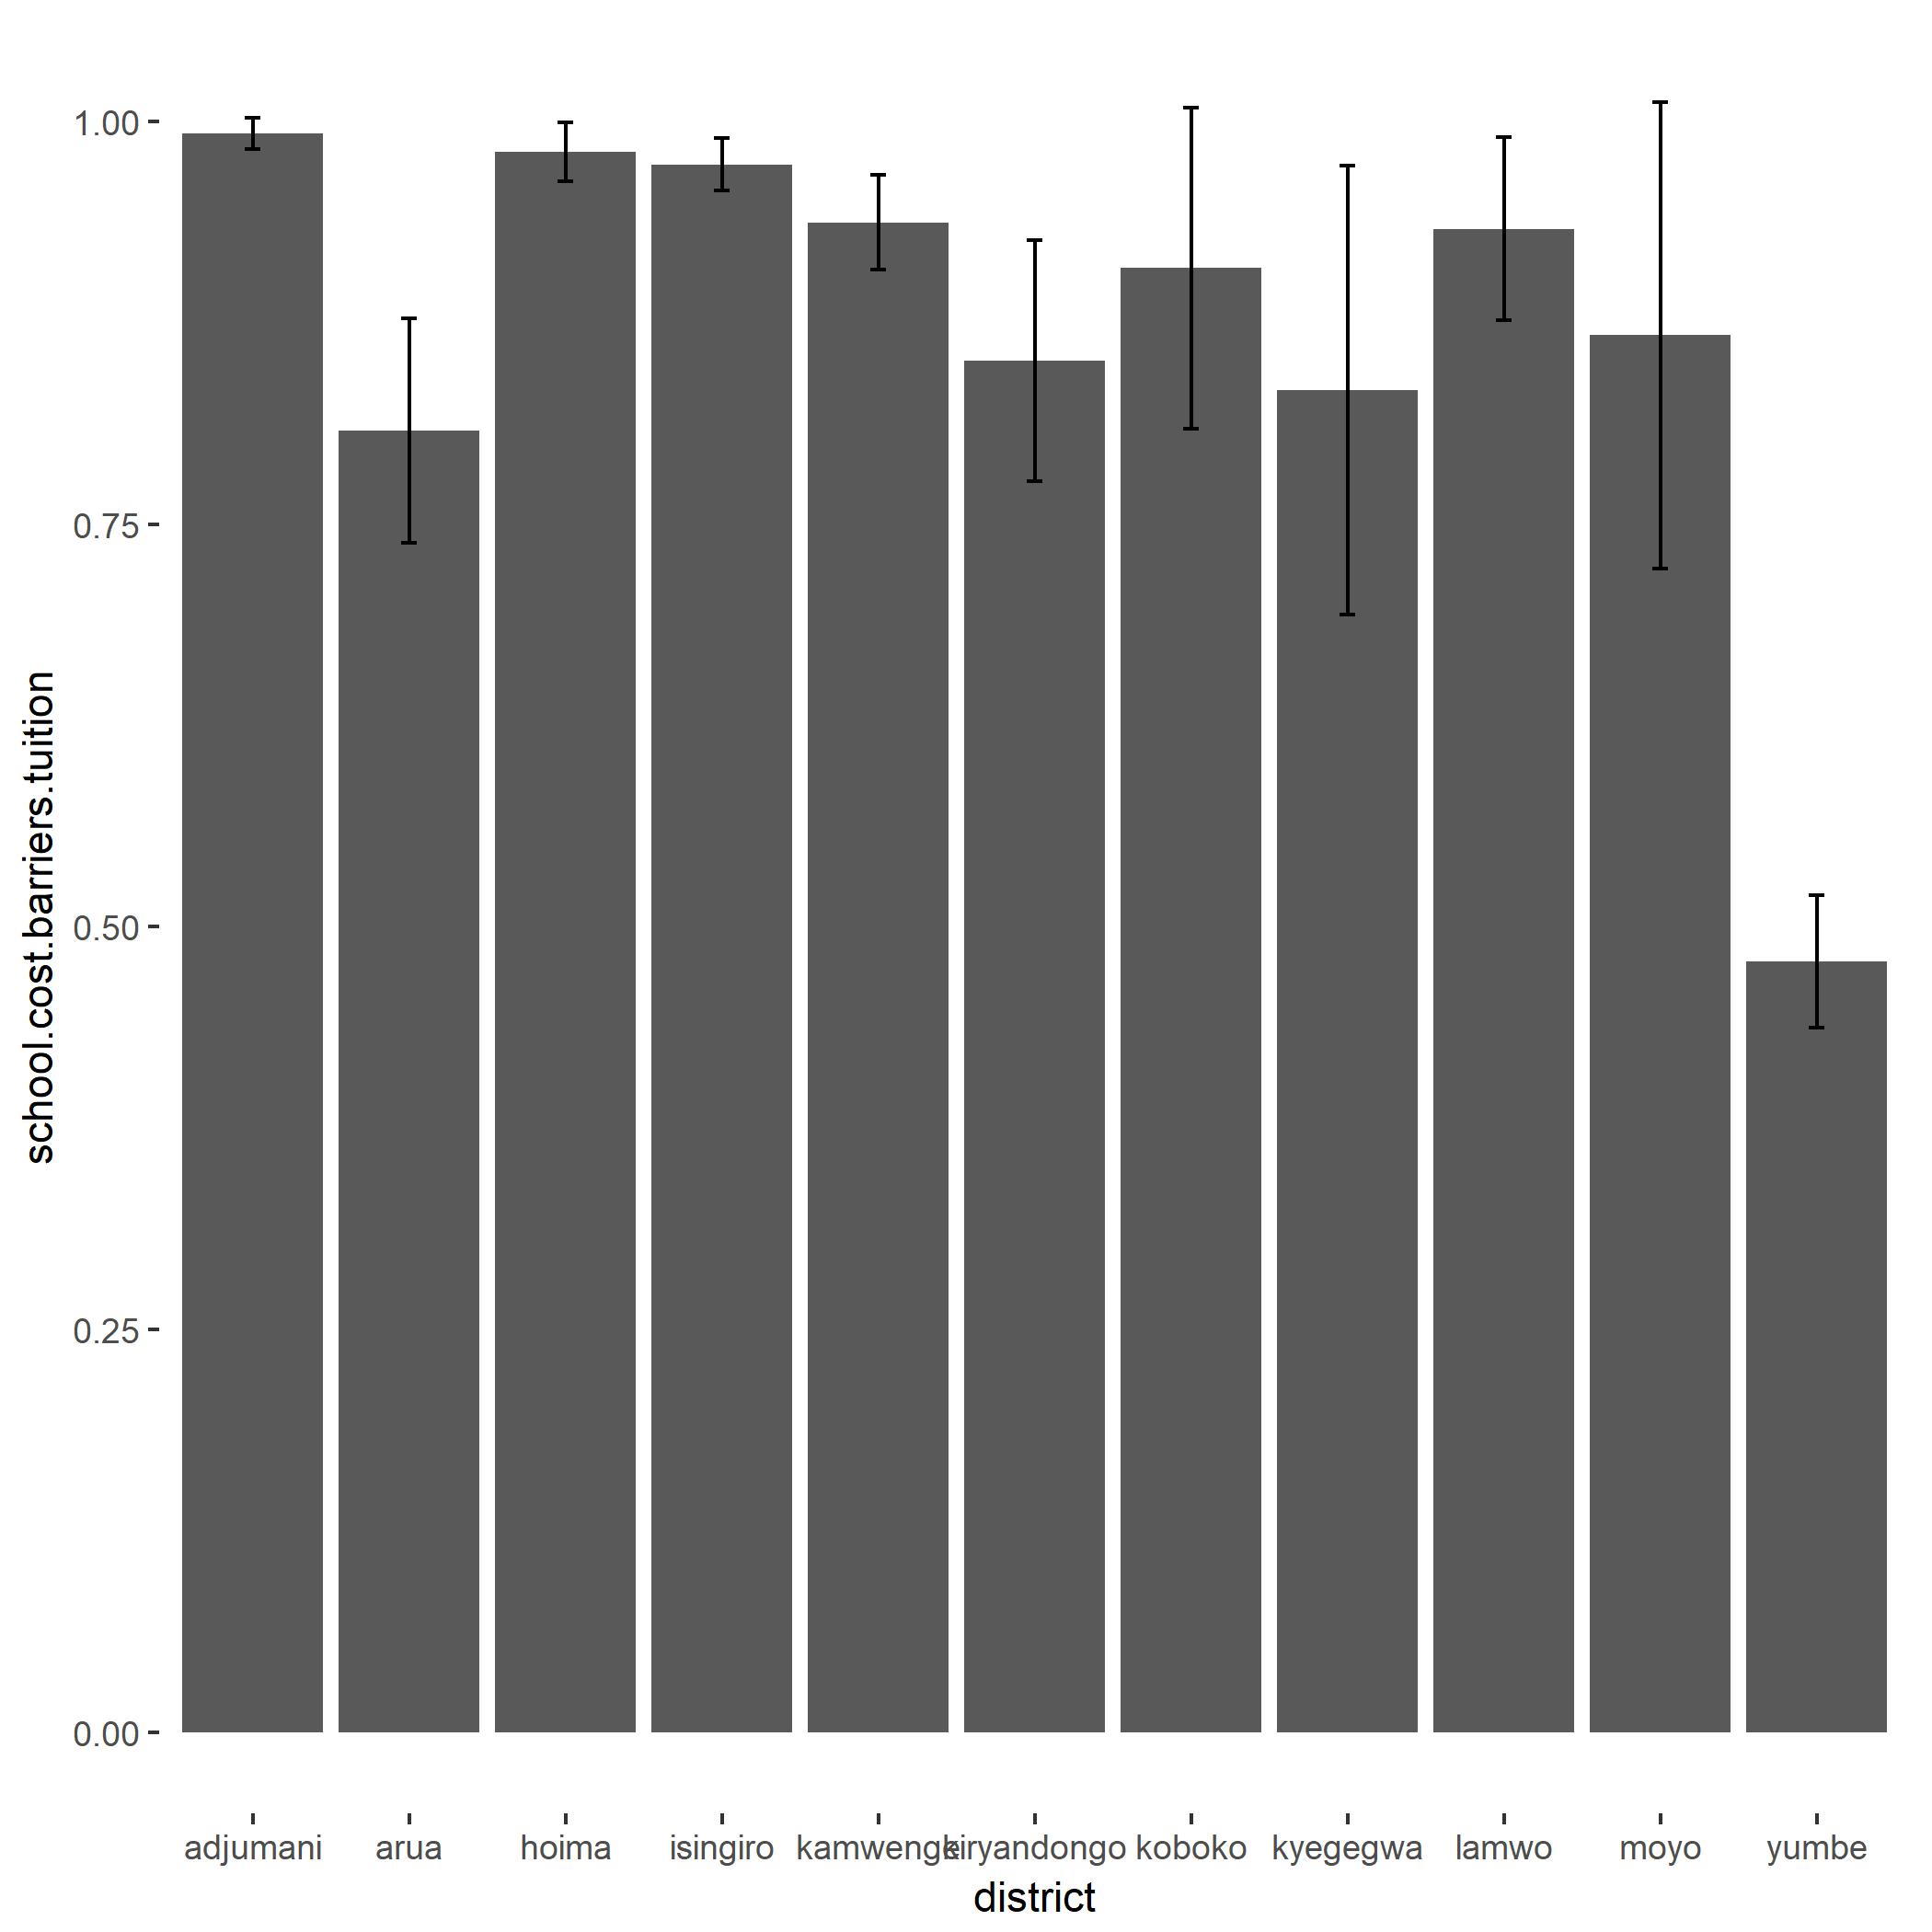 school.cost.barriers.tuition
1.00
0.75
0.50
0.25
0.00
adjumani arua hoima isingiro kamwenge kiryandongo koboko kyegegwa lamwo moyo yumbe
district